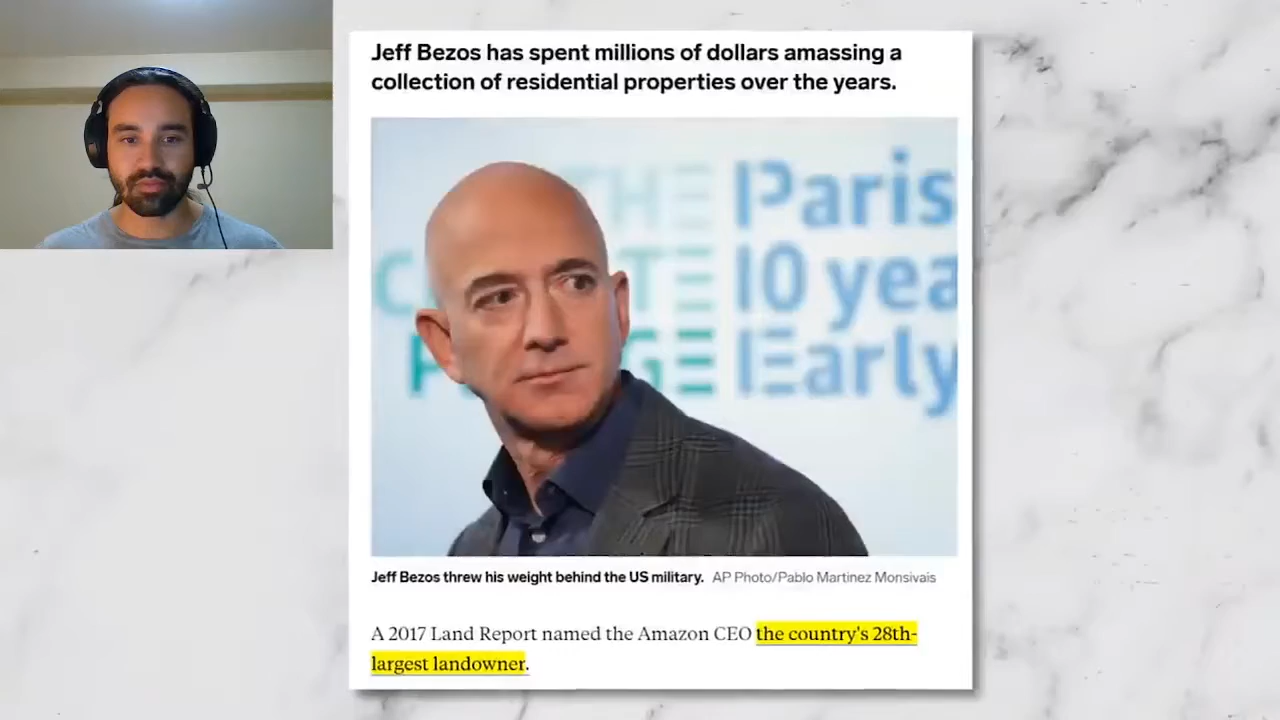 Jeff Bezos has spent millions of dollars amassing a
collection of residential properties over the years.
THE
Paris
10 yea
Early
Jeff Bezos threw his weight behind the US military. AP Photo/Pablo Martinez Monsivais
A 2017 Land Report named the Amazon CEO the country's 28th-
largest landowner.